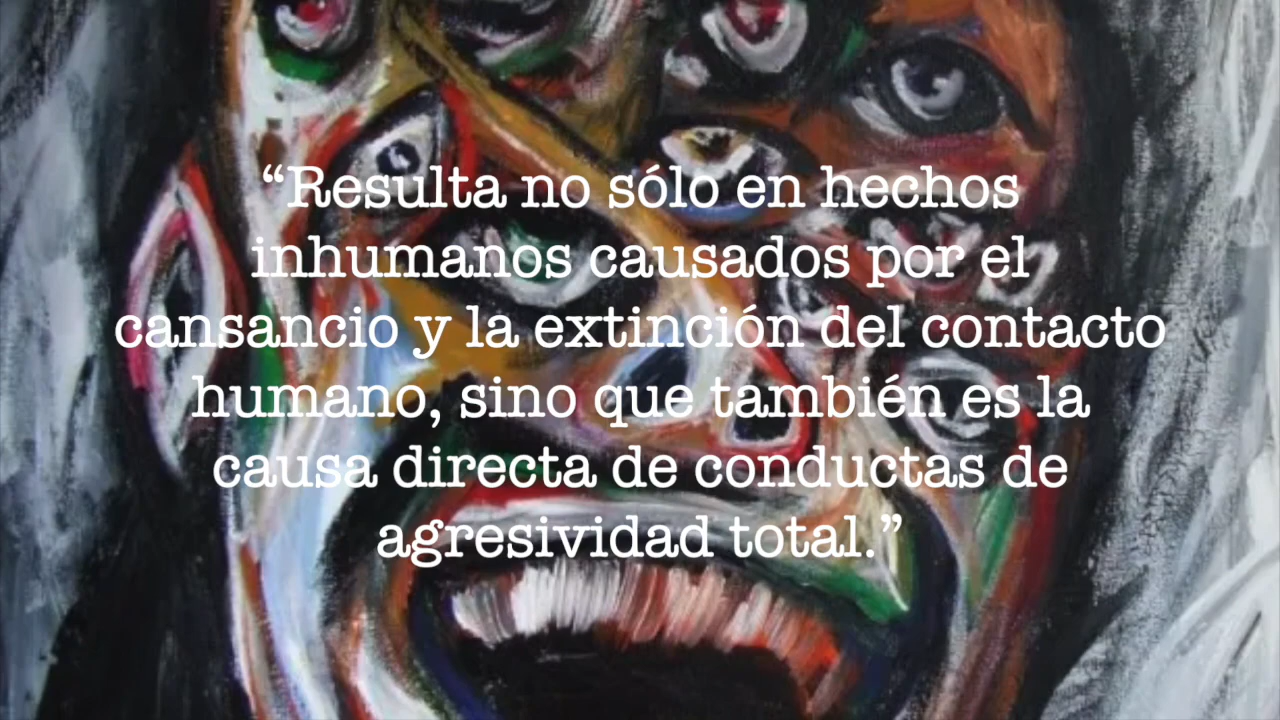 “Resulta no sólo en hechos
inhumanos causados por el
cansancio y la extinción del contacto
humano, sino que también es la
causa directa de conductas de
agresividad total.”